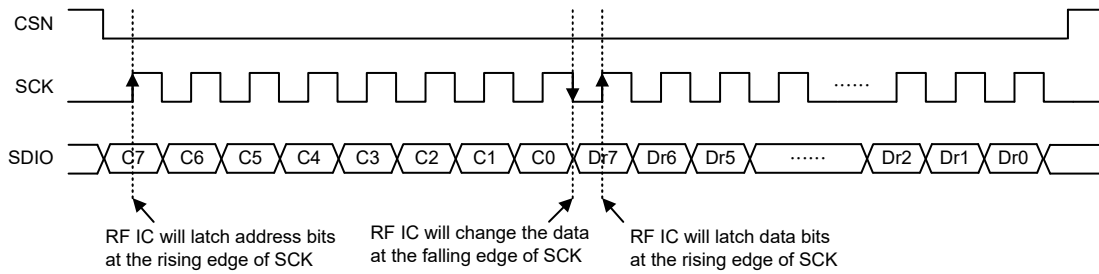 CSN
SCK ······
SDIO C7 C6 C5 C4 C3 C2 C1 C0 Dr7 Dr6 Dr5 ······ Dr2 Dr1 Dr0
RF IC will latch address bits
at the rising edge of SCK
RF IC will change the data
at the falling edge of SCK
RF IC will latch data bits
at the rising edge of SCK